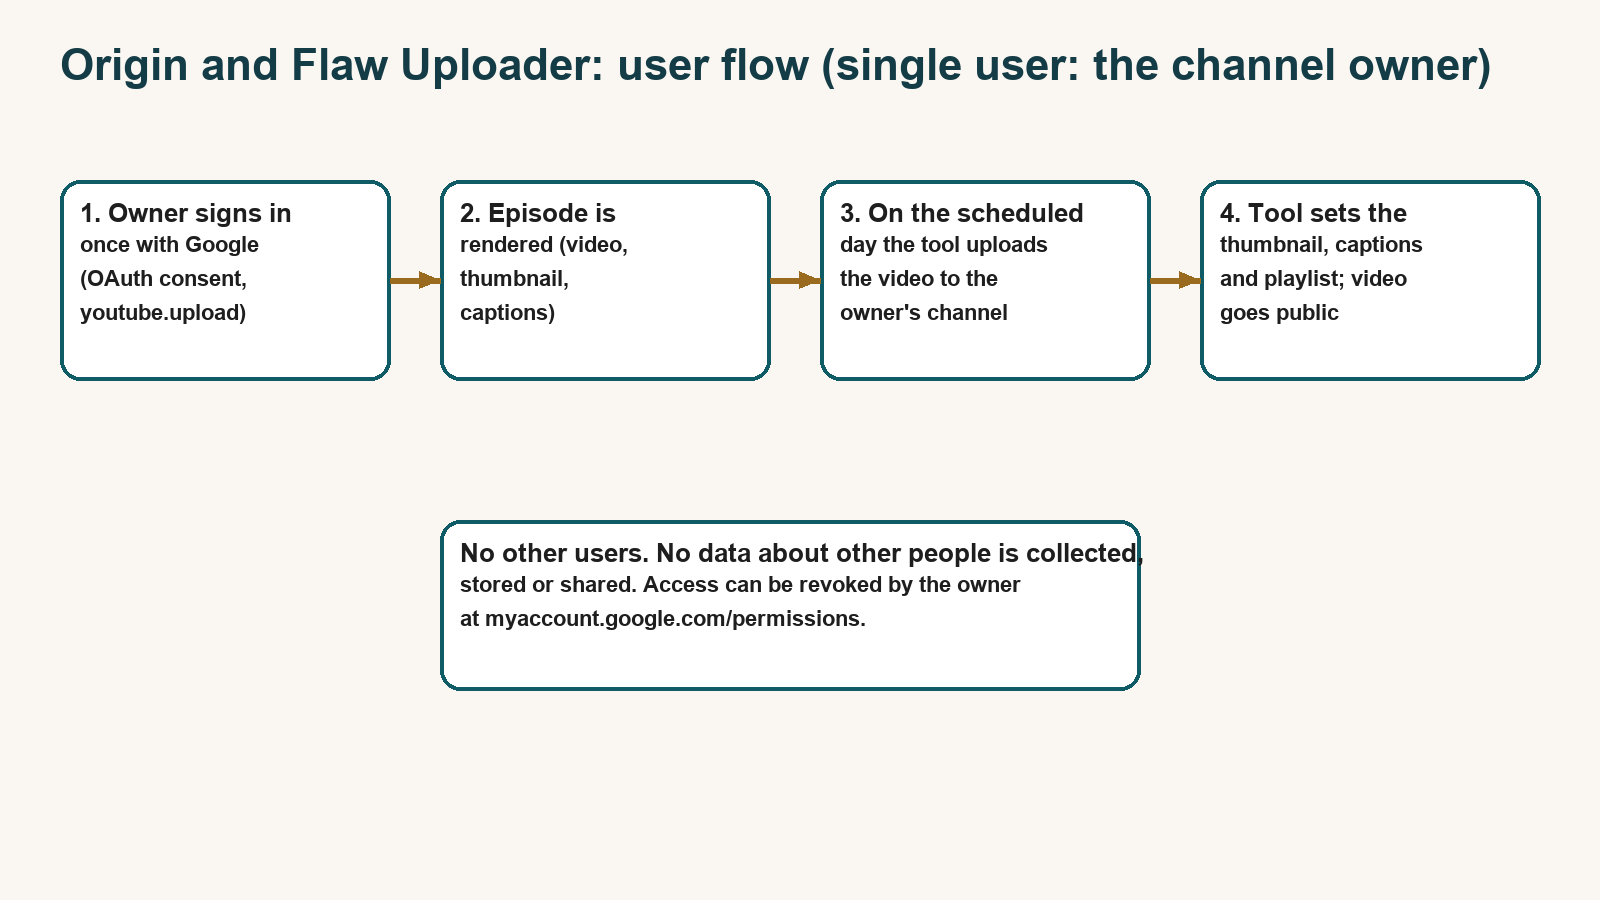 Origin and Flaw Uploader: user flow (single user: the channel owner)
1. Owner signs in
once with Google
(OAuth consent,
youtube.upload)
2. Episode is
rendered (video,
thumbnail,
captions)
3. On the scheduled
day the tool uploads
the video to the
owner's channel
4. Tool sets the
thumbnail, captions
and playlist; video
goes public
No other users. No data about other people is collected,
stored or shared. Access can be revoked by the owner
at myaccount.google.com/permissions.